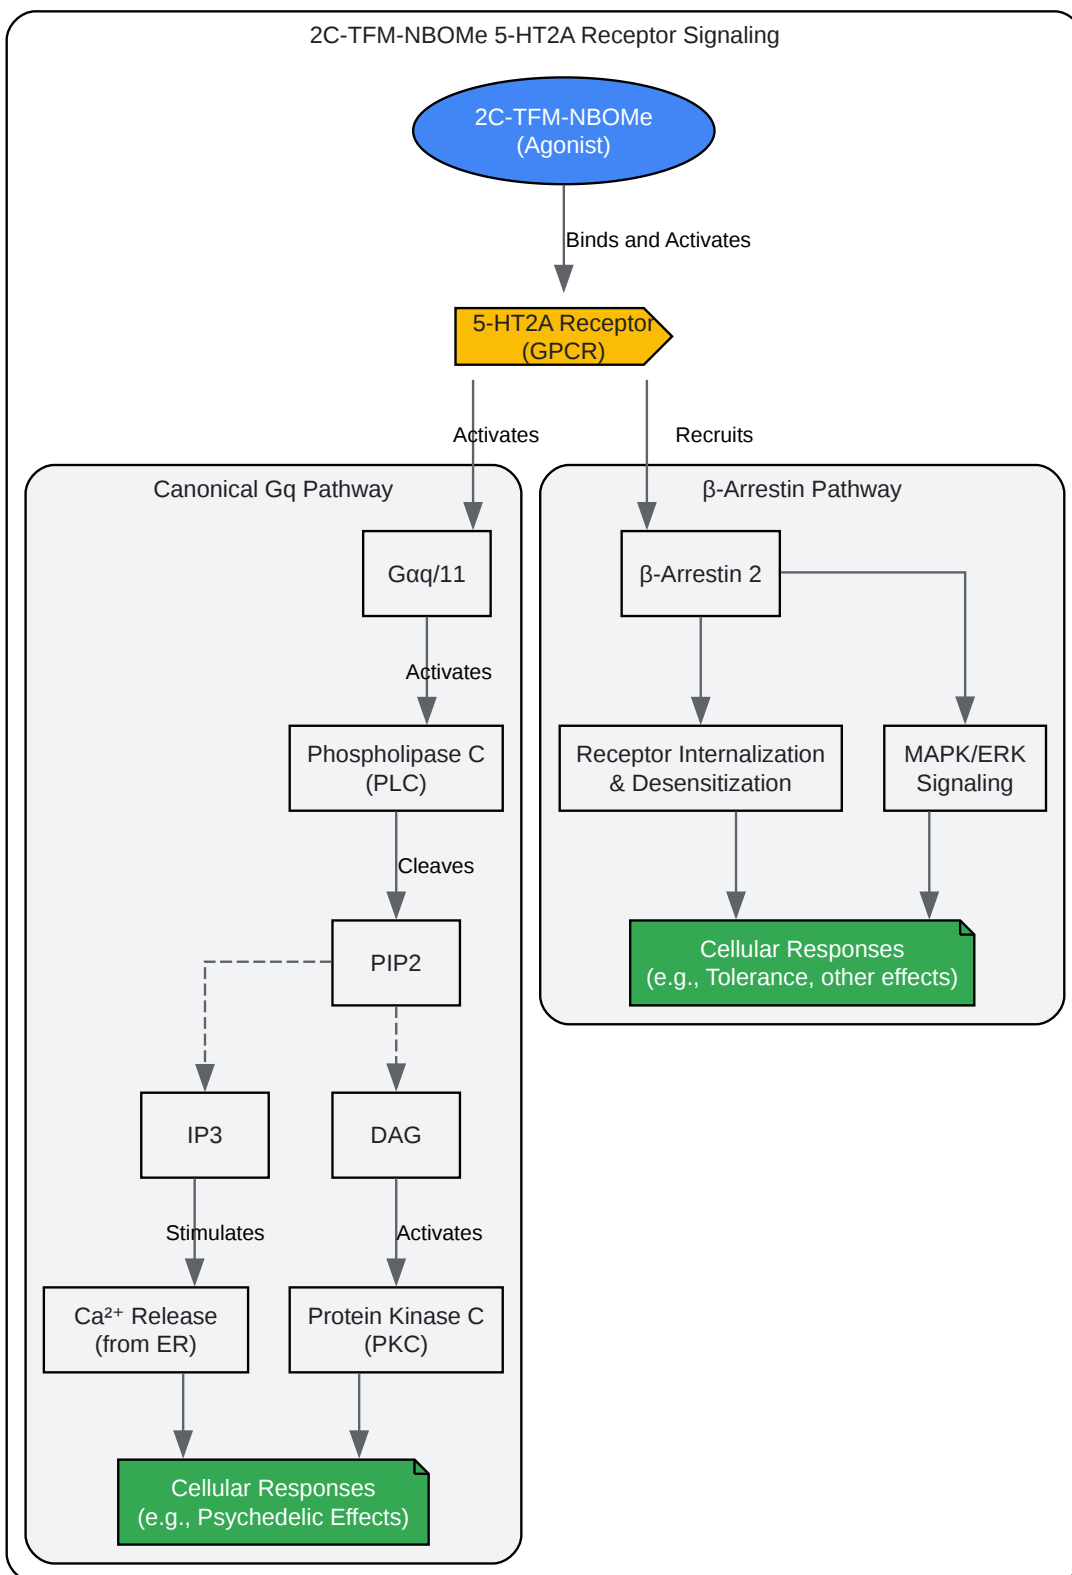 2C-TFM-NBOMe 5-HT2A Receptor Signaling
2C-TFM-NBOMe
(Agonist)
Binds and Activates
5-HT2A Receptor
(GPCR)
Activates
Recruits
Canonical Gq Pathway
Gαq/11
Activates
Phospholipase C
(PLC)
Cleaves
PIP2
IP3
DAG
Stimulates
Activates
Ca²⁺ Release
(from ER)
Protein Kinase C
(PKC)
Cellular Responses
(e.g., Psychedelic Effects)
β-Arrestin Pathway
β-Arrestin 2
Receptor Internalization
& Desensitization
MAPK/ERK
Signaling
Cellular Responses
(e.g., Tolerance, other effects)